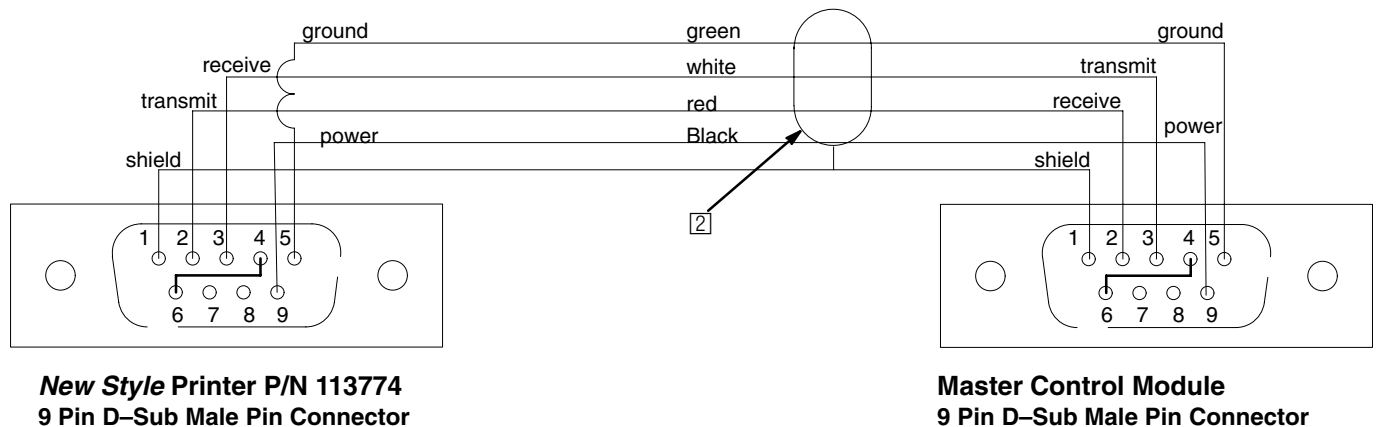 ground green ground
receive white transmit
transmit red receive
power Black power
shield shield
2
1 2 3 4 5 1 2 3 4 5
6 7 8 9 6 7 8 9
New Style Printer P/N 113774 Master Control Module
9 Pin D–Sub Male Pin Connector 9 Pin D–Sub Male Pin Connector